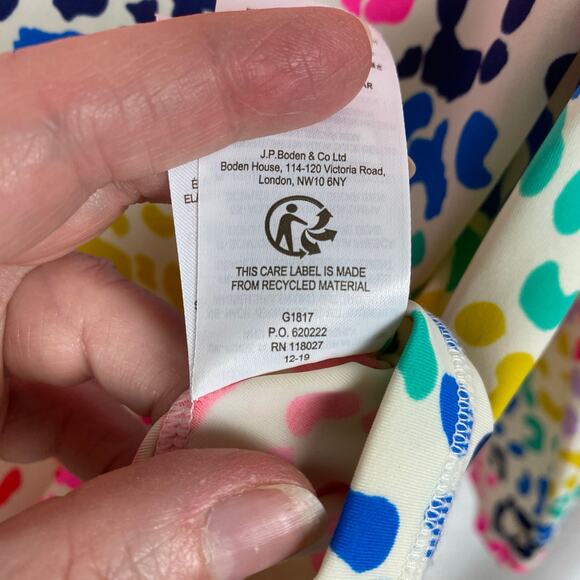 J.P.Boden & Co Ltd
Boden House, 114-120 Victoria Road,
London, NW10 6NY
THIS CARE LABEL IS MADE
FROM RECYCLED MATERIAL
G1817
P.O. 620222
RN 118027
12-19